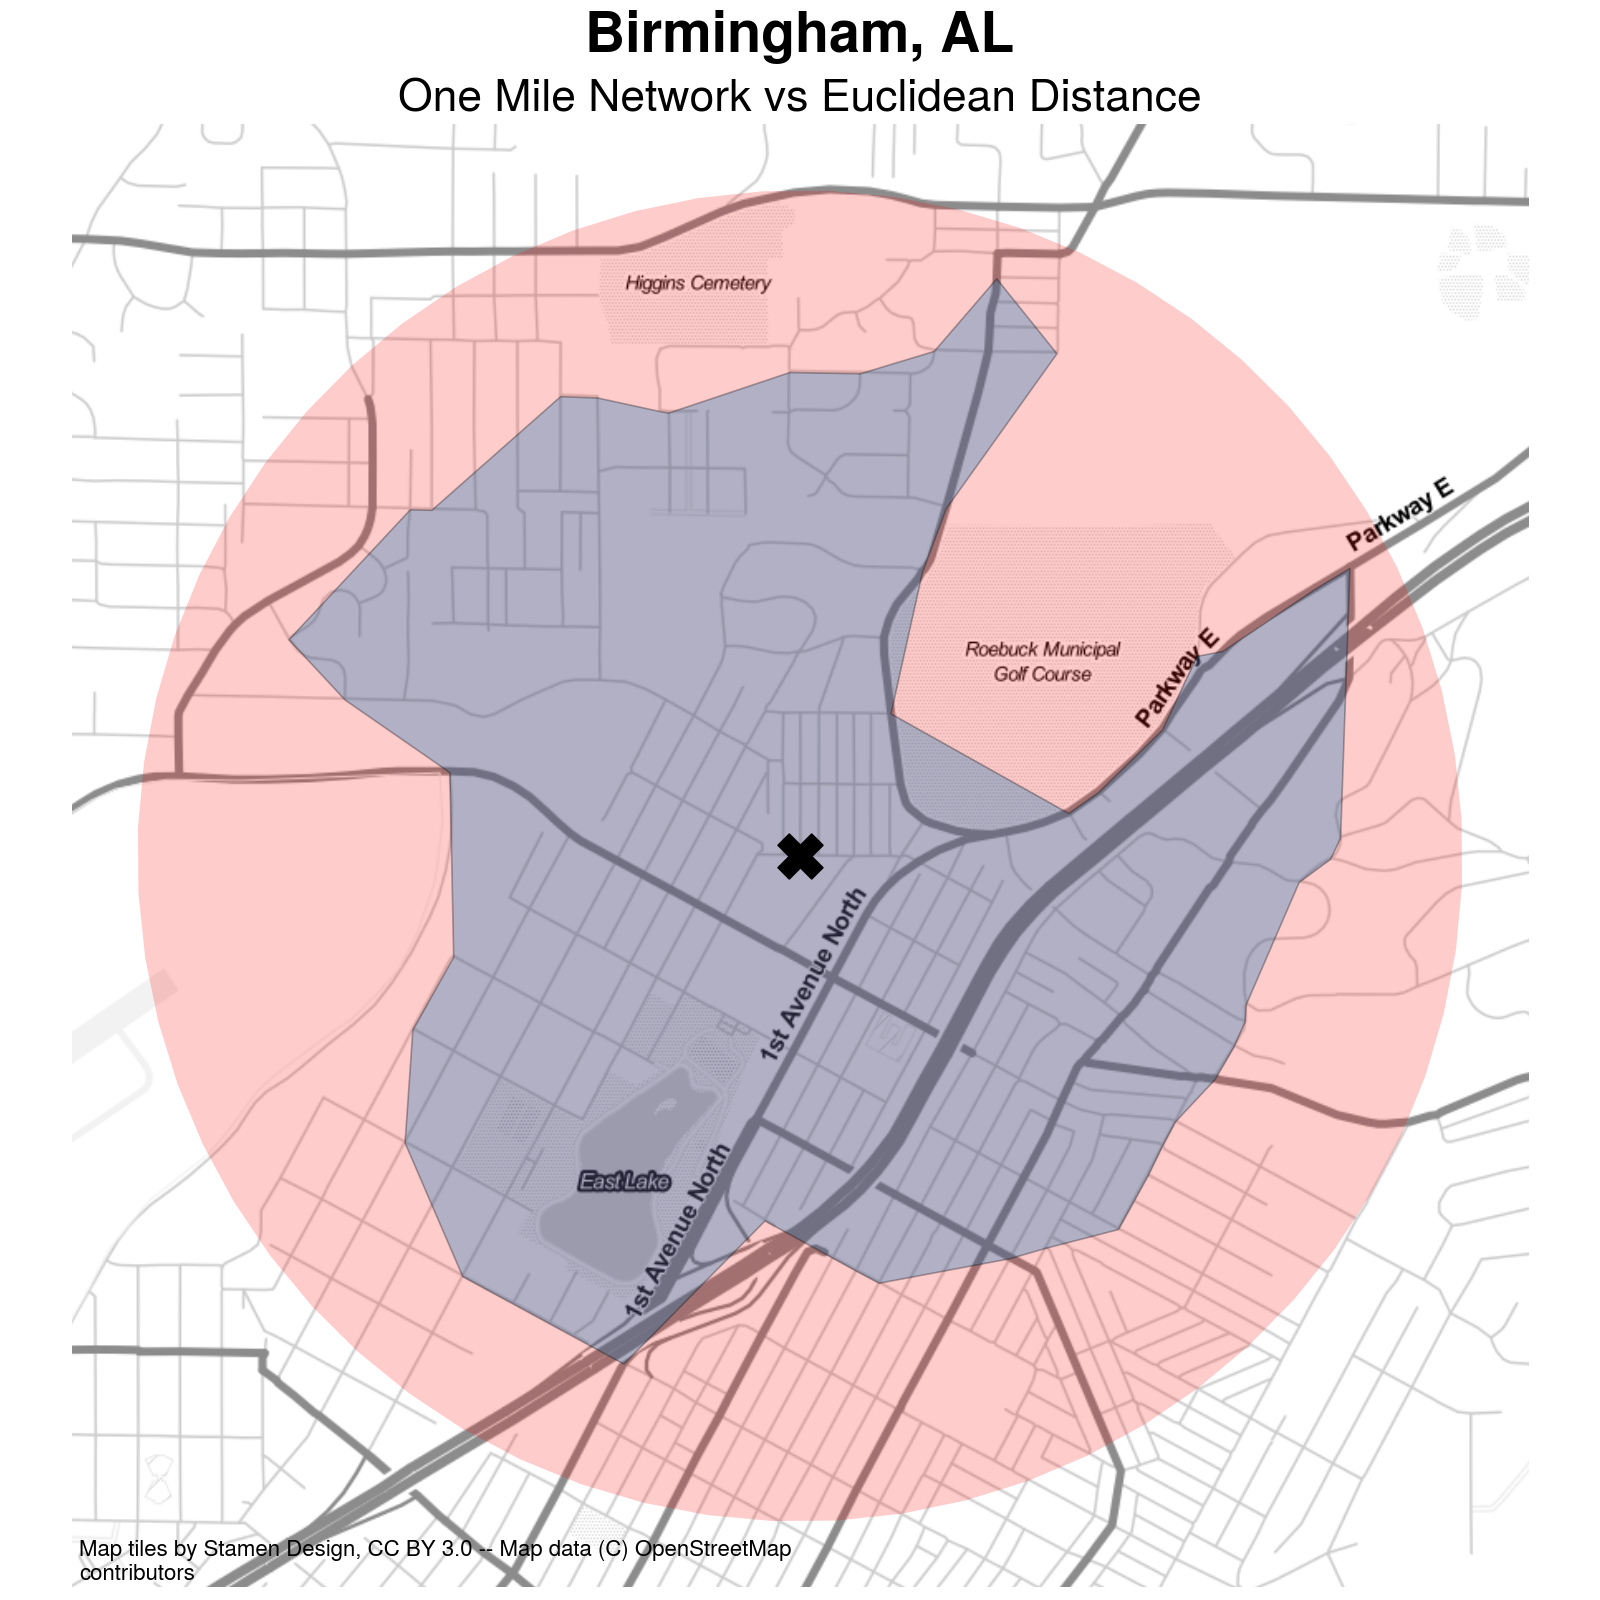 Birmingham, AL
One Mile Network vs Euclidean Distance
Higgins Cemetery
Parkway E
Roebuck Municipal
Golf Course
Parkway E
1st Avenue North
East Lake
1st Avenue North
Map tiles by Stamen Design, CC BY 3.0 -- Map data (C) OpenStreetMap
contributors